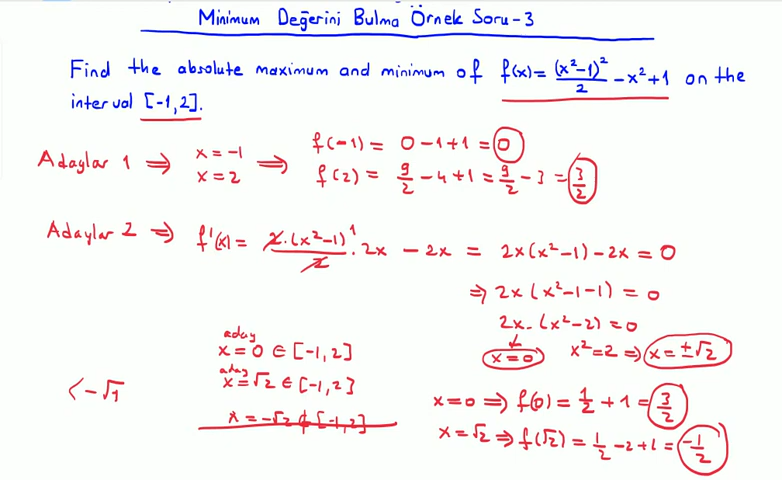 Minimum Değerini Bulma Örnek Soru-3
Find the absolute maximum and minimum of f(x)= (x²-1)²/2 - x²+1 on the
interval [-1,2].
Adaylar 1 ⇒ x=-1 ⇒ f(-1)= 0-1+1=0
x=2 f(2)= 9/2-4+1=9/2-3=3/2
Adaylar 2 ⇒ f'(x)= 2.(x²-1)¹/2 . 2x - 2x = 2x(x²-1)-2x=0
⇒ 2x(x²-1-1)=0
2x.(x²-2)=0
x=0 x²=2 ⇒ x=±√2
aday
x=0 ∈ [-1,2]
aday
x=√2 ∈ [-1,2]
x=-√2 ∉ [-1,2]
<-√1
x=0 ⇒ f(0)= 1/2+1=3/2
x=√2 ⇒ f(√2)= 1/2-2+1=-1/2